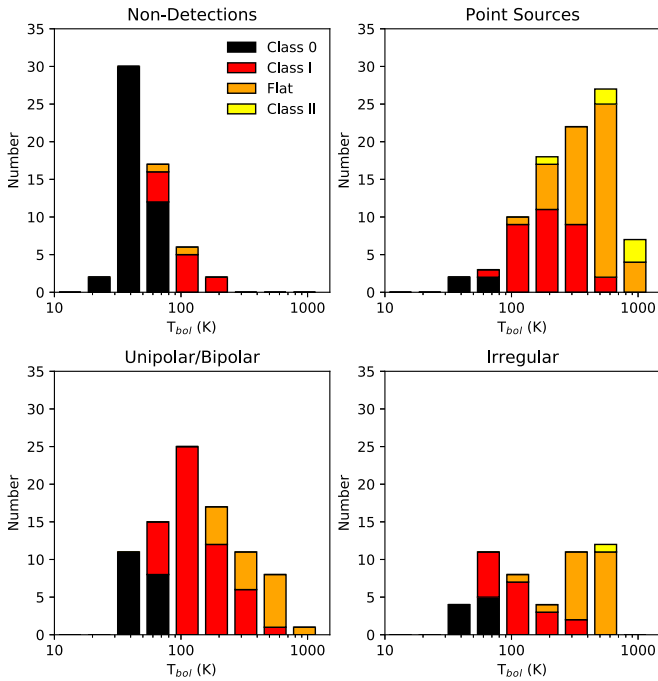 Non-Detections
Point Sources
35
30
25
20
15
10
5
0
Number
Class 0
Class I
Flat
Class II
10
100
1000
T_bol (K)
35
30
25
20
15
10
5
0
Number
10
100
1000
T_bol (K)
Unipolar/Bipolar
Irregular
35
30
25
20
15
10
5
0
Number
10
100
1000
T_bol (K)
35
30
25
20
15
10
5
0
Number
10
100
1000
T_bol (K)